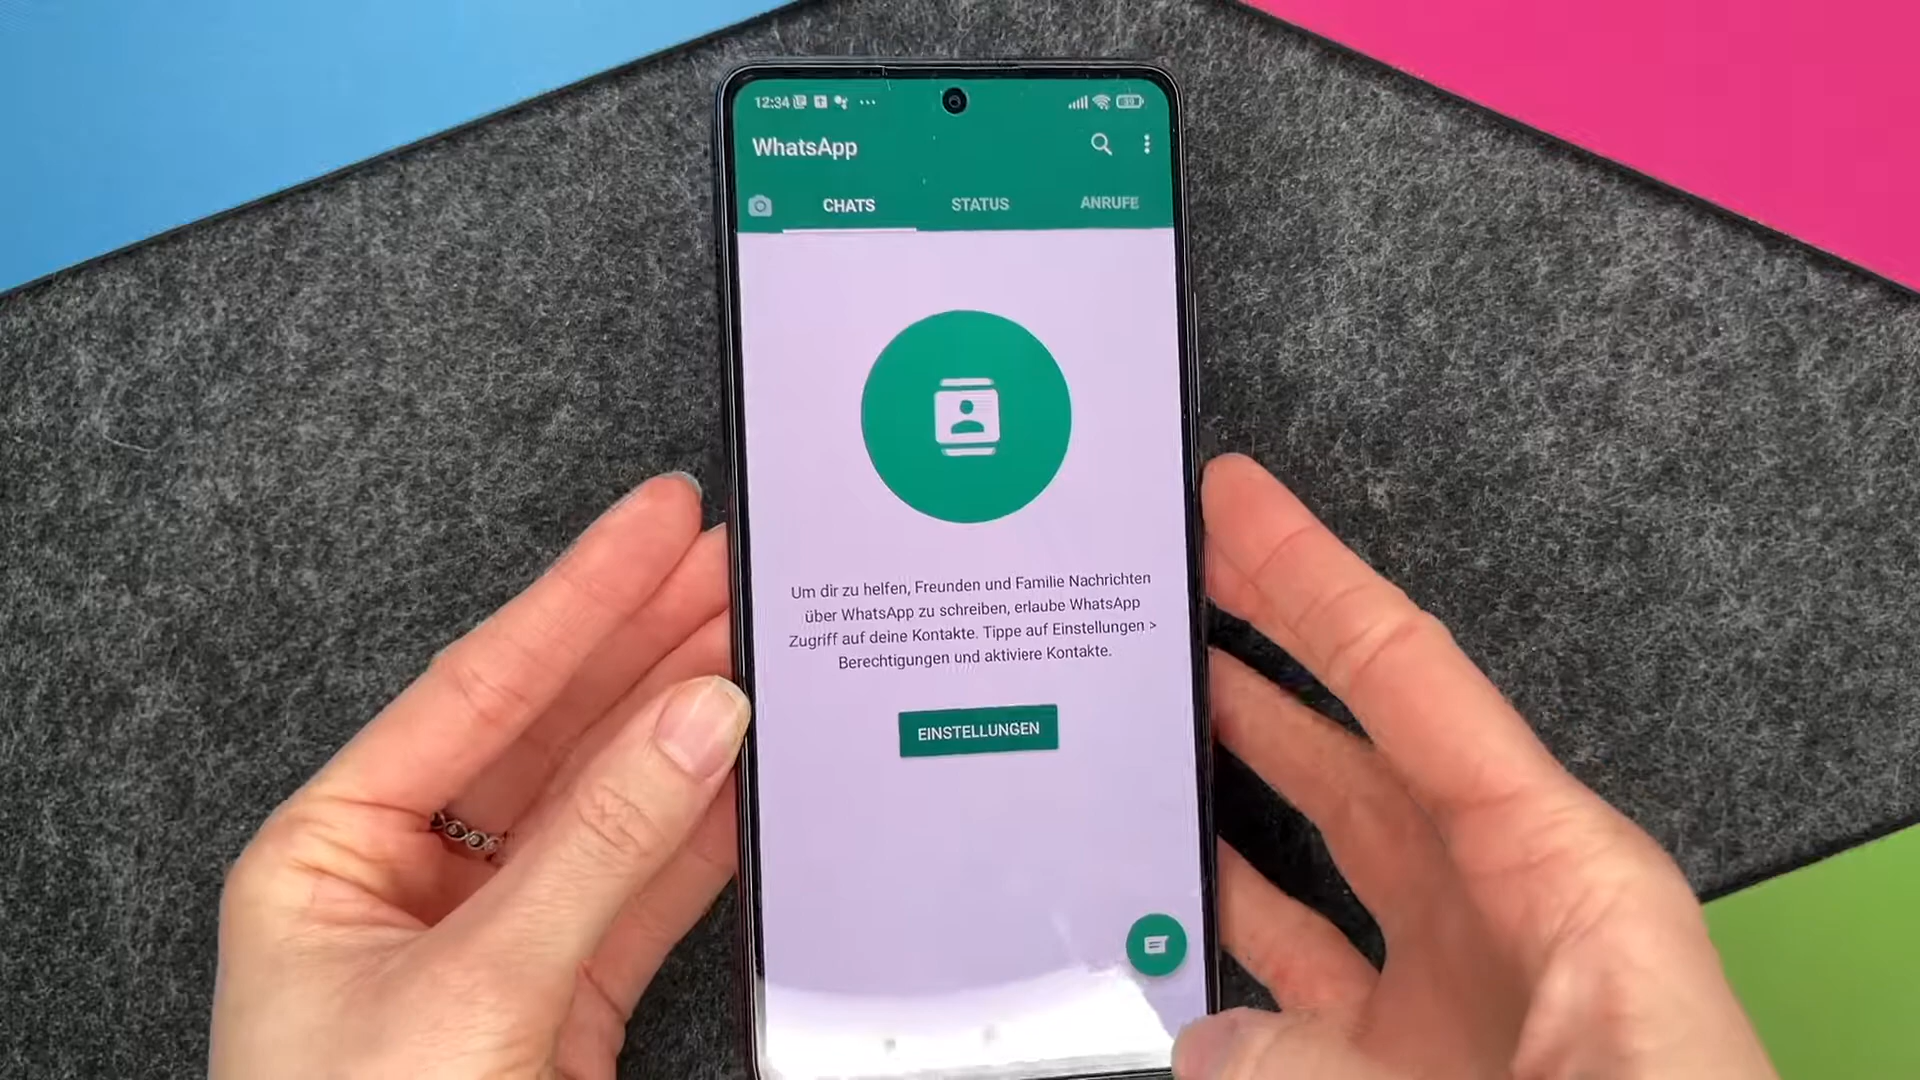 12:34
WhatsApp
CHATS STATUS ANRUFE
Um dir zu helfen, Freunden und Familie Nachrichten
über WhatsApp zu schreiben, erlaube WhatsApp
Zugriff auf deine Kontakte. Tippe auf Einstellungen >
Berechtigungen und aktiviere Kontakte.
EINSTELLUNGEN